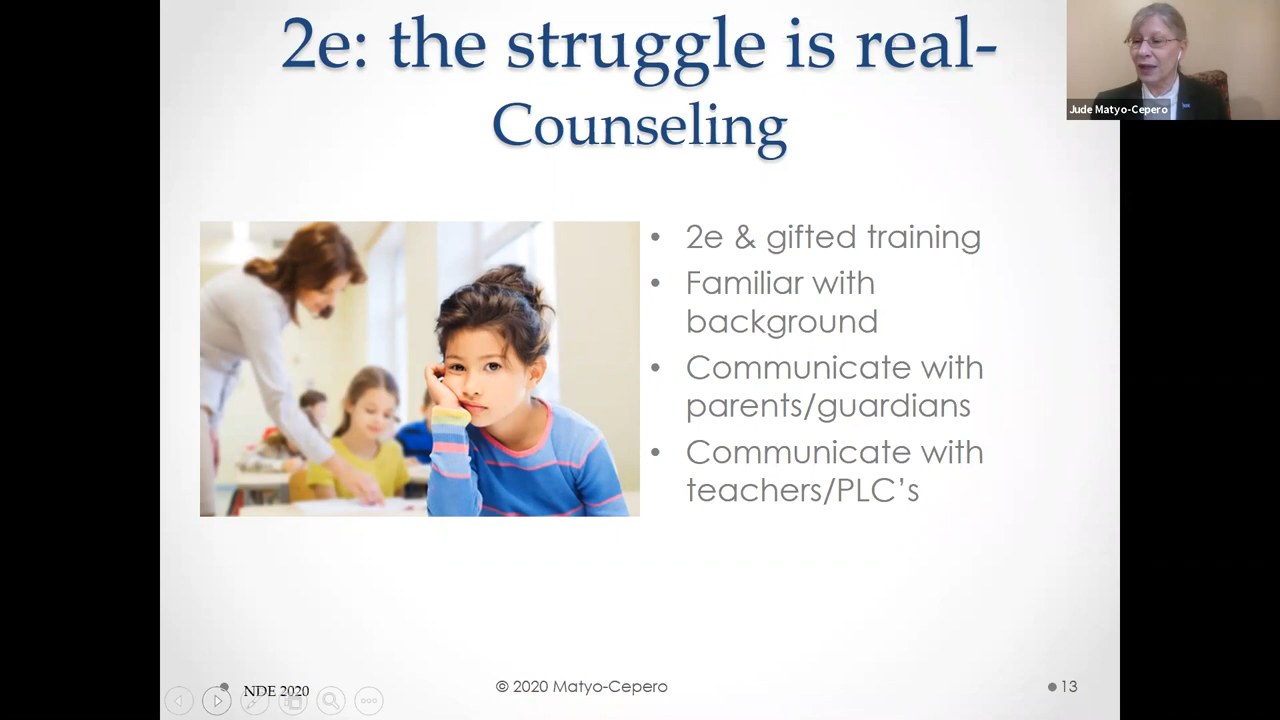 2e: the struggle is real-
Counseling
Jude Matyo-Cepero
• 2e & gifted training
• Familiar with
background
• Communicate with
parents/guardians
• Communicate with
teachers/PLC’s
NDE 2020
© 2020 Matyo-Cepero
13